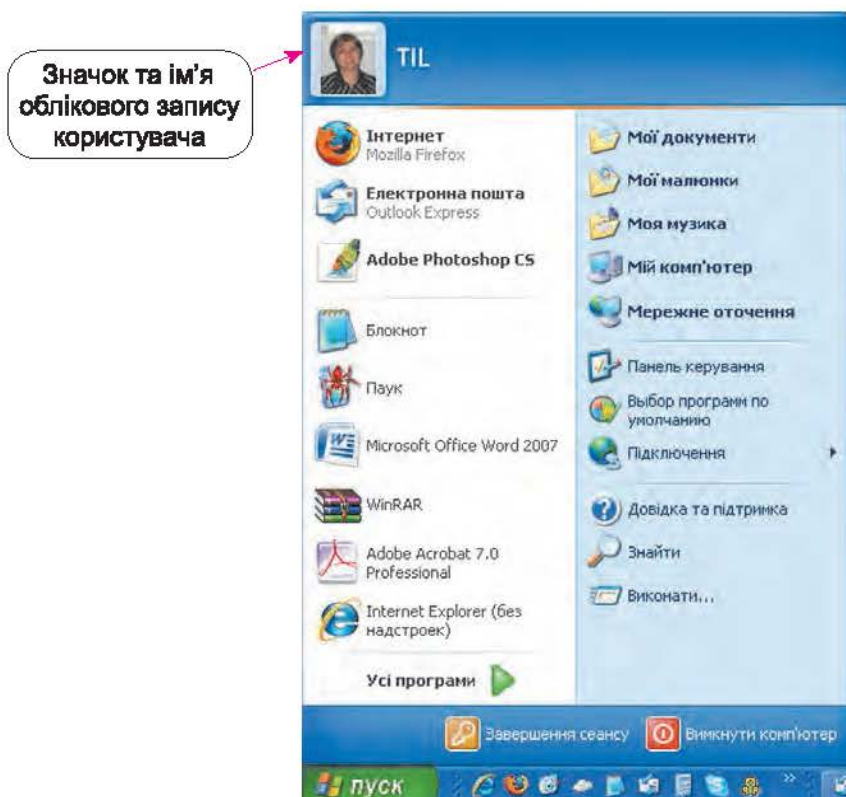 Значок та ім'я
облікового запису
користувача
TIL
Інтернет
Mozilla Firefox
Електронна пошта
Outlook Express
Adobe Photoshop CS
Блокнот
Паук
Microsoft Office Word 2007
WinRAR
Adobe Acrobat 7.0
Professional
Internet Explorer (без
надстроек)
Усі програми
Мої документи
Мої малюнки
Моя музика
Мій комп'ютер
Мережне оточення
Панель керування
Выбор программ по
умолчанию
Підключення
Довідка та підтримка
Знайти
Виконати...
Завершення сеансу
Вимкнути комп'ютер
пуск